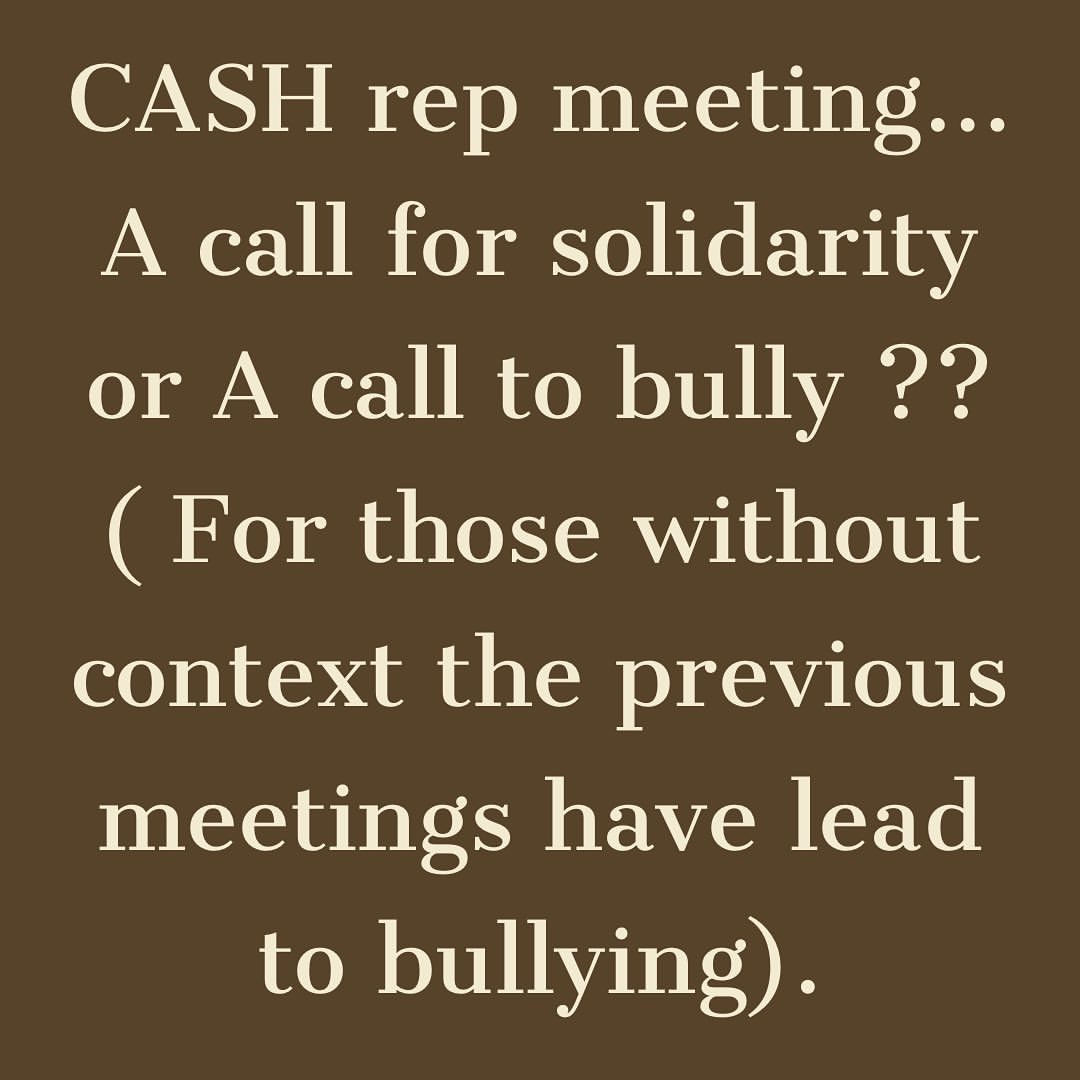 CASH rep meeting...
A call for solidarity
or A call to bully ??
( For those without
context the previous
meetings have lead
to bullying).